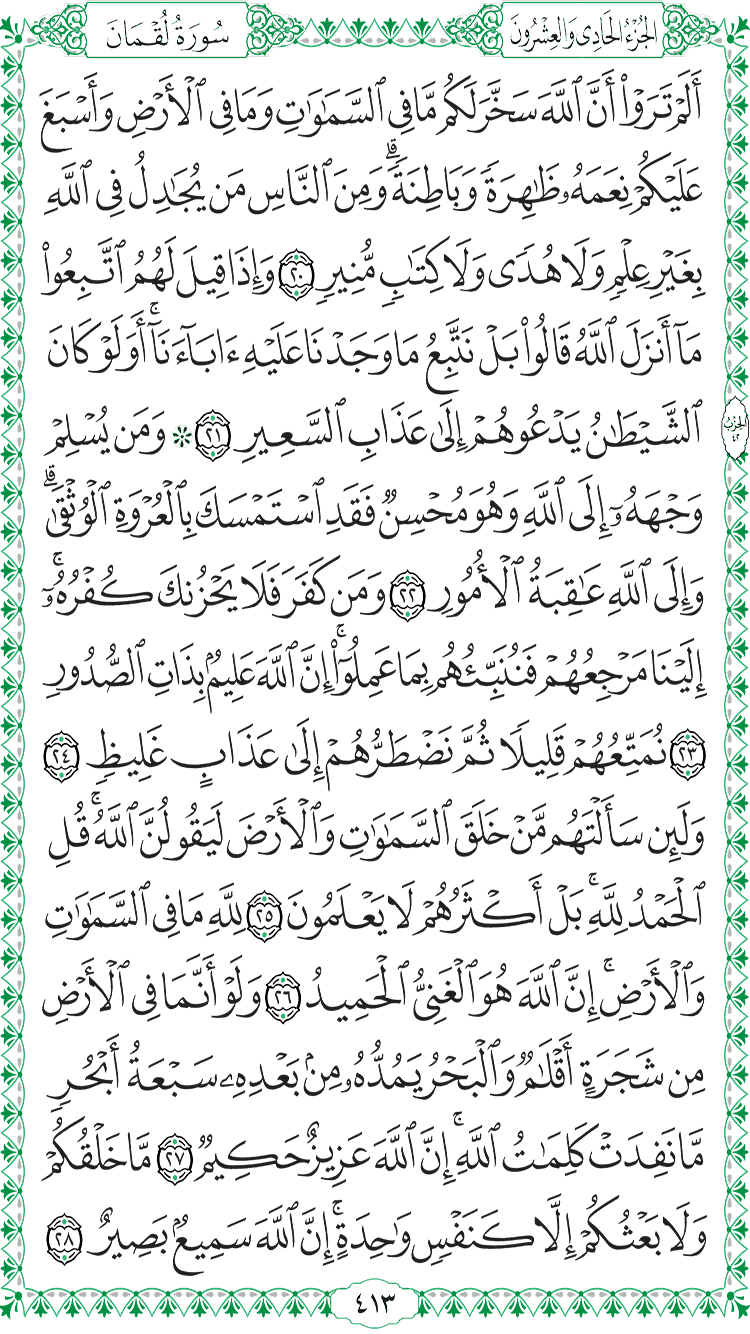 الجُزْءُ الحَادِي وَالعِشْرُونَ
سُورَةُ لُقْمَانَ
أَلَمْ تَرَوْاْ أَنَّ ٱللَّهَ سَخَّرَ لَكُم مَّا فِي ٱلسَّمَٰوَٰتِ وَمَا فِي ٱلْأَرْضِ وَأَسْبَغَ
عَلَيْكُمْ نِعَمَهُۥ ظَٰهِرَةً وَبَاطِنَةًۗ وَمِنَ ٱلنَّاسِ مَن يُجَٰدِلُ فِي ٱللَّهِ
بِغَيْرِ عِلْمٍ وَلَا هُدًى وَلَا كِتَٰبٍ مُّنِيرٍ ٢٠ وَإِذَا قِيلَ لَهُمُ ٱتَّبِعُواْ
مَآ أَنزَلَ ٱللَّهُ قَالُواْ بَلْ نَتَّبِعُ مَا وَجَدْنَا عَلَيْهِ ءَابَآءَنَآۚ أَوَلَوْ كَانَ
ٱلشَّيْطَٰنُ يَدْعُوهُمْ إِلَىٰ عَذَابِ ٱلسَّعِيرِ ٢١ ۞ وَمَن يُسْلِمْ
الحِزْبُ
٤٢
وَجْهَهُۥٓ إِلَى ٱللَّهِ وَهُوَ مُحْسِنٌ فَقَدِ ٱسْتَمْسَكَ بِٱلْعُرْوَةِ ٱلْوُثْقَىٰۗ
وَإِلَى ٱللَّهِ عَٰقِبَةُ ٱلْأُمُورِ ٢٢ وَمَن كَفَرَ فَلَا يَحْزُنكَ كُفْرُهُۥٓۚ
إِلَيْنَا مَرْجِعُهُمْ فَنُنَبِّئُهُم بِمَا عَمِلُوٓاْۚ إِنَّ ٱللَّهَ عَلِيمٌۢ بِذَاتِ ٱلصُّدُورِ
٢٣ نُمَتِّعُهُمْ قَلِيلًا ثُمَّ نَضْطَرُّهُمْ إِلَىٰ عَذَابٍ غَلِيظٍ ٢٤
وَلَئِن سَأَلْتَهُم مَّنْ خَلَقَ ٱلسَّمَٰوَٰتِ وَٱلْأَرْضَ لَيَقُولُنَّ ٱللَّهُۚ قُلِ
ٱلْحَمْدُ لِلَّهِۚ بَلْ أَكْثَرُهُمْ لَا يَعْلَمُونَ ٢٥ لِلَّهِ مَا فِي ٱلسَّمَٰوَٰتِ
وَٱلْأَرْضِۚ إِنَّ ٱللَّهَ هُوَ ٱلْغَنِيُّ ٱلْحَمِيدُ ٢٦ وَلَوْ أَنَّمَا فِي ٱلْأَرْضِ
مِن شَجَرَةٍ أَقْلَٰمٌ وَٱلْبَحْرُ يَمُدُّهُۥ مِنۢ بَعْدِهِۦ سَبْعَةُ أَبْحُرٍ
مَّا نَفِدَتْ كَلِمَٰتُ ٱللَّهِۚ إِنَّ ٱللَّهَ عَزِيزٌ حَكِيمٌ ٢٧ مَّا خَلْقُكُمْ
وَلَا بَعْثُكُمْ إِلَّا كَنَفْسٍ وَٰحِدَةٍۚ إِنَّ ٱللَّهَ سَمِيعٌۢ بَصِيرٌ ٢٨
٤١٣